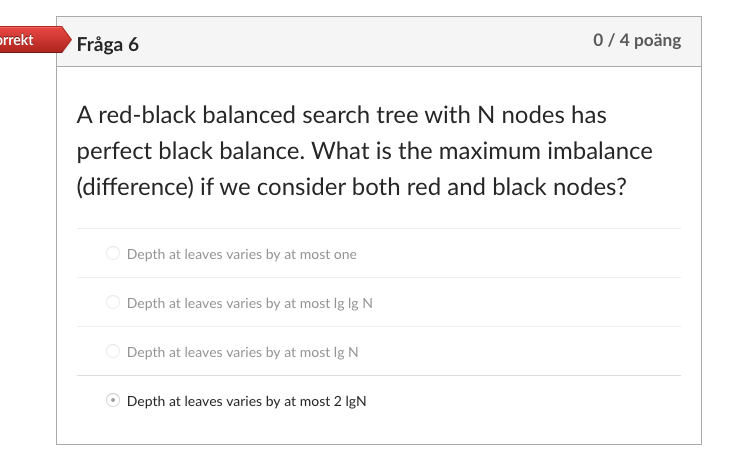 orrekt
Fråga 6
0 / 4 poäng
A red-black balanced search tree with N nodes has
perfect black balance. What is the maximum imbalance
(difference) if we consider both red and black nodes?
Depth at leaves varies by at most one
Depth at leaves varies by at most lg lg N
Depth at leaves varies by at most lg N
Depth at leaves varies by at most 2 lgN